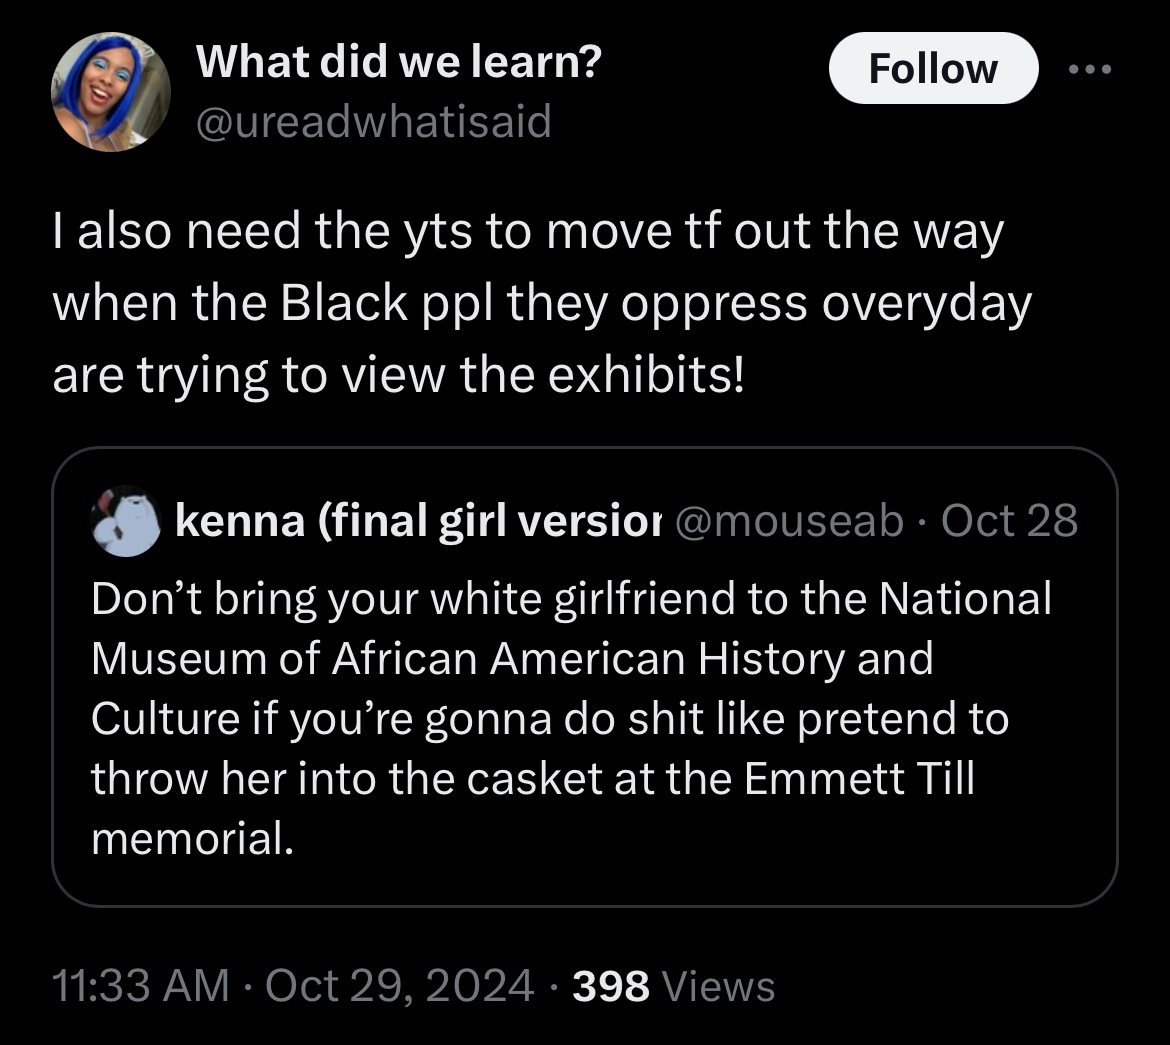 What did we learn?
@ureadwhatisaid
Follow
I also need the yts to move tf out the way
when the Black ppl they oppress overyday
are trying to view the exhibits!
kenna (final girl version @mouseab · Oct 28
Don’t bring your white girlfriend to the National
Museum of African American History and
Culture if you’re gonna do shit like pretend to
throw her into the casket at the Emmett Till
memorial.
11:33 AM · Oct 29, 2024 · 398 Views